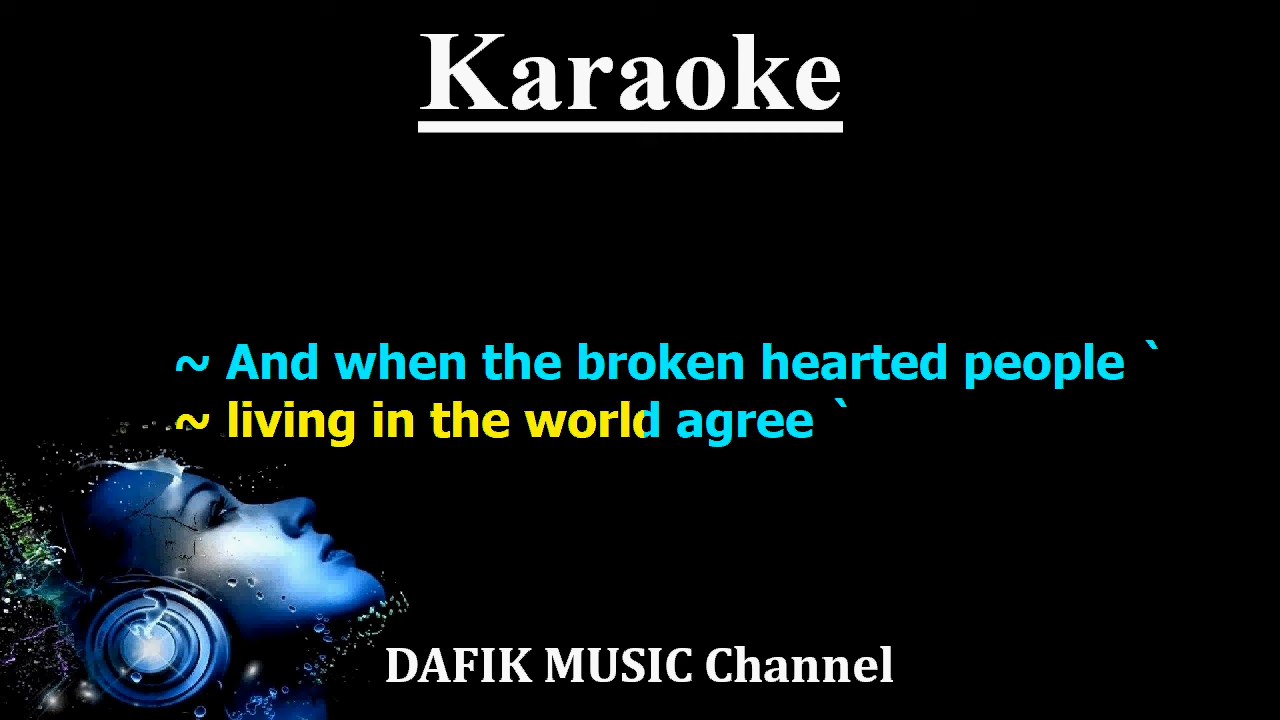 Karaoke
~ And when the broken hearted people `
~ living in the world agree `
DAFIK MUSIC Channel